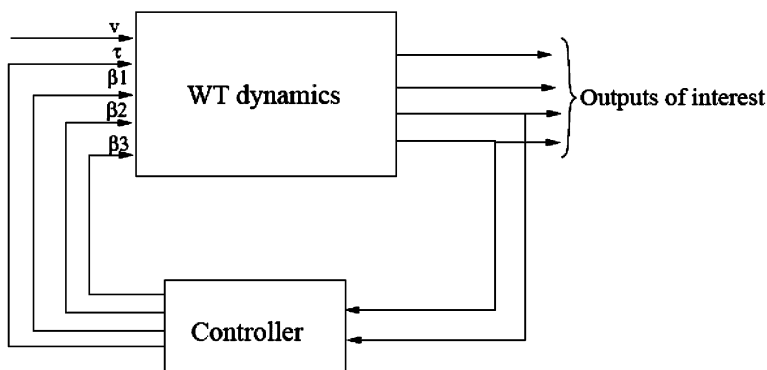 v
τ
β1
β2
β3
WT dynamics
Outputs of interest
Controller